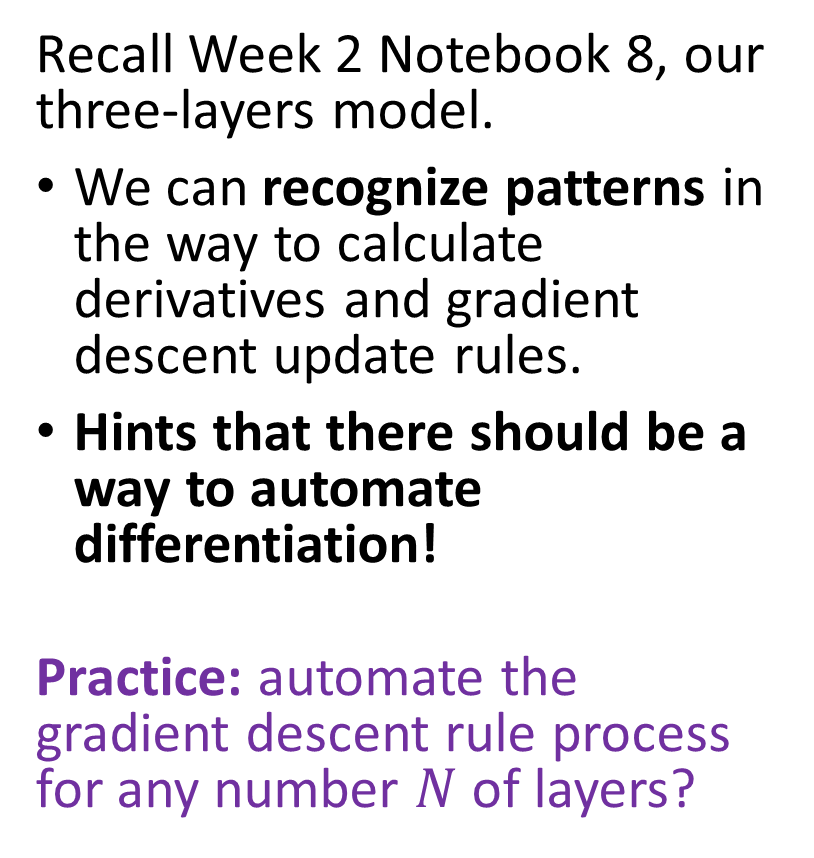 Recall Week 2 Notebook 8, our
three-layers model.
• We can recognize patterns in
the way to calculate
derivatives and gradient
descent update rules.
• Hints that there should be a
way to automate
differentiation!
Practice: automate the
gradient descent rule process
for any number N of layers?